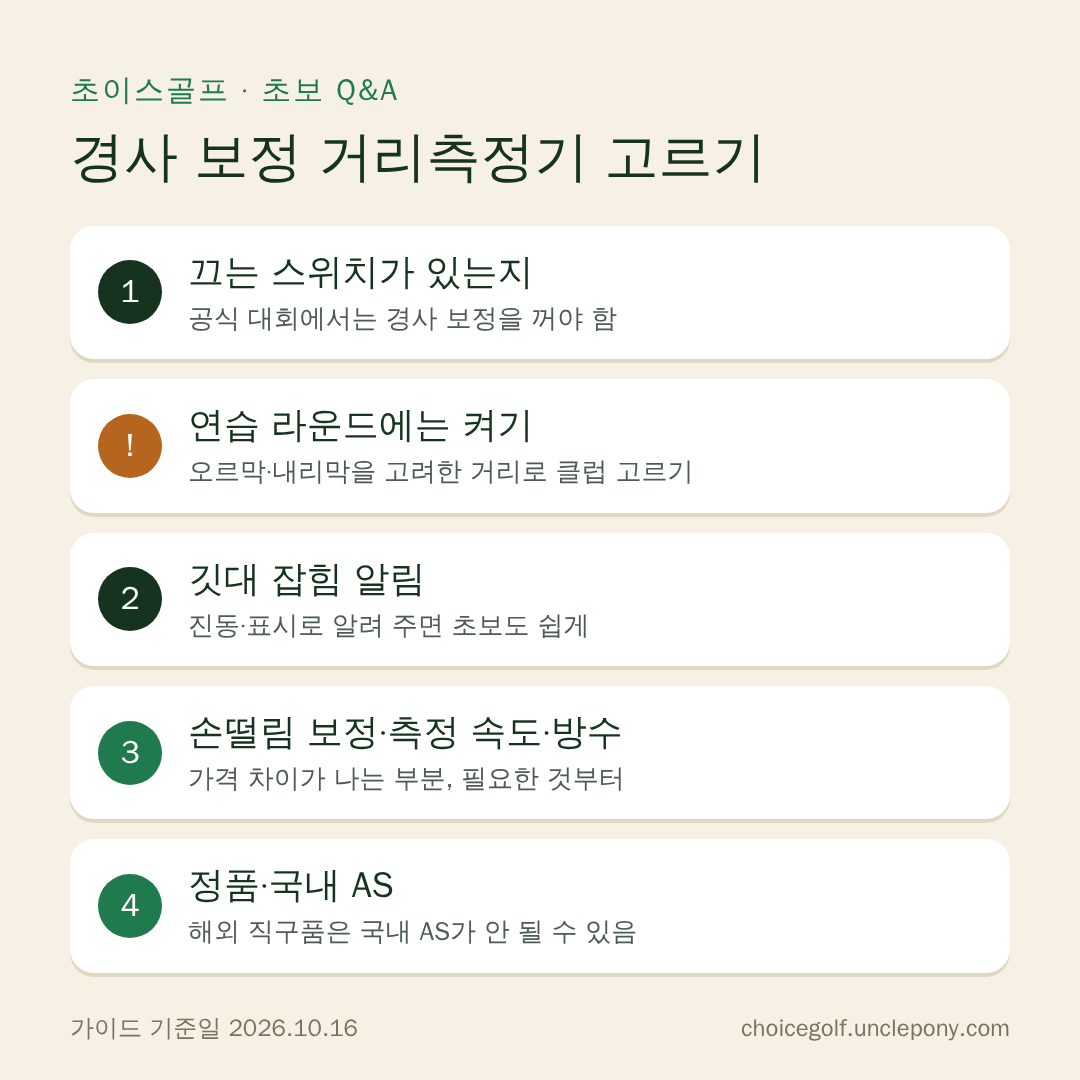 초이스골프 · 초보 Q&A
경사 보정 거리측정기 고르기
1
끄는 스위치가 있는지
공식 대회에서는 경사 보정을 꺼야 함
!
연습 라운드에는 켜기
오르막·내리막을 고려한 거리로 클럽 고르기
2
깃대 잡힘 알림
진동·표시로 알려 주면 초보도 쉽게
3
손떨림 보정·측정 속도·방수
가격 차이가 나는 부분, 필요한 것부터
4
정품·국내 AS
해외 직구품은 국내 AS가 안 될 수 있음
가이드 기준일 2026.10.16
choicegolf.unclepony.com